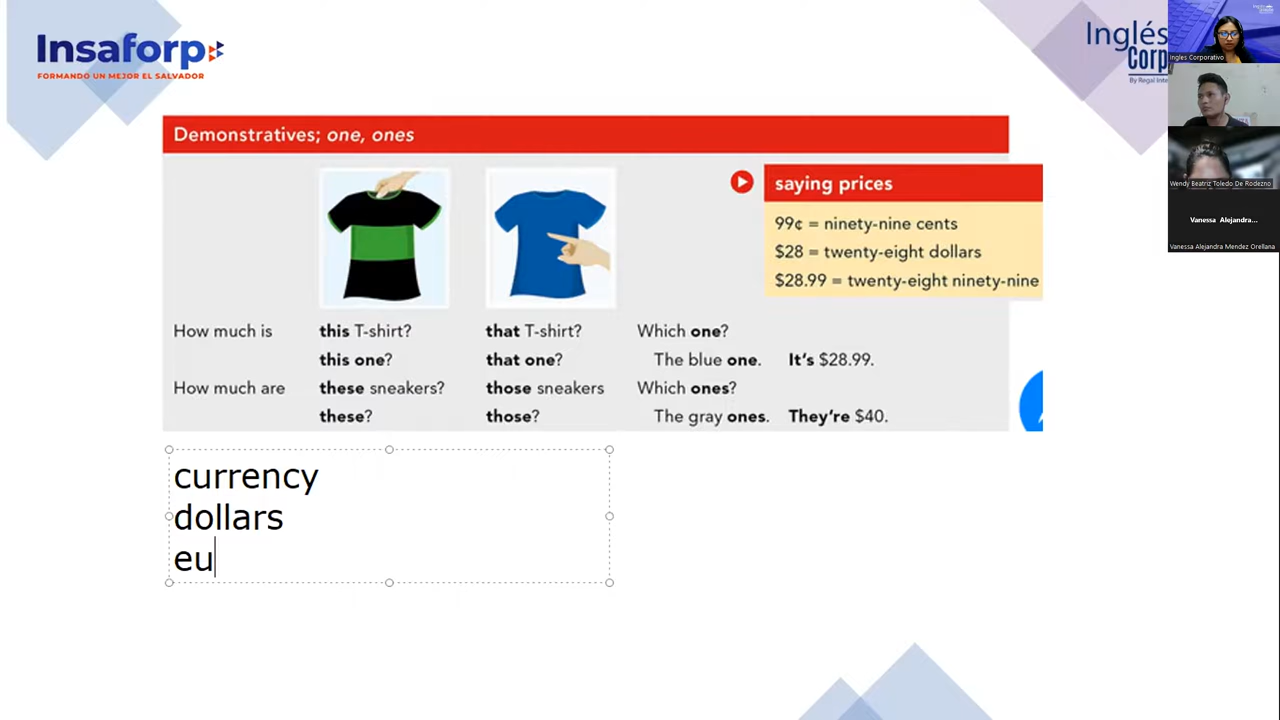 Insaforp
FORMANDO UN MEJOR EL SALVADOR
Inglés
Corp
By Regal Inte
Ingles Corporativo
Wendy Beatriz Toledo De Rodezno
Vanessa Alejandra...
Vanessa Alejandra Mendez Orellana
Demonstratives; one, ones
saying prices
99¢ = ninety-nine cents
$28 = twenty-eight dollars
$28.99 = twenty-eight ninety-nine
How much is this T-shirt? that T-shirt? Which one?
this one? that one? The blue one. It's $28.99.
How much are these sneakers? those sneakers Which ones?
these? those? The gray ones. They're $40.
currency
dollars
eu